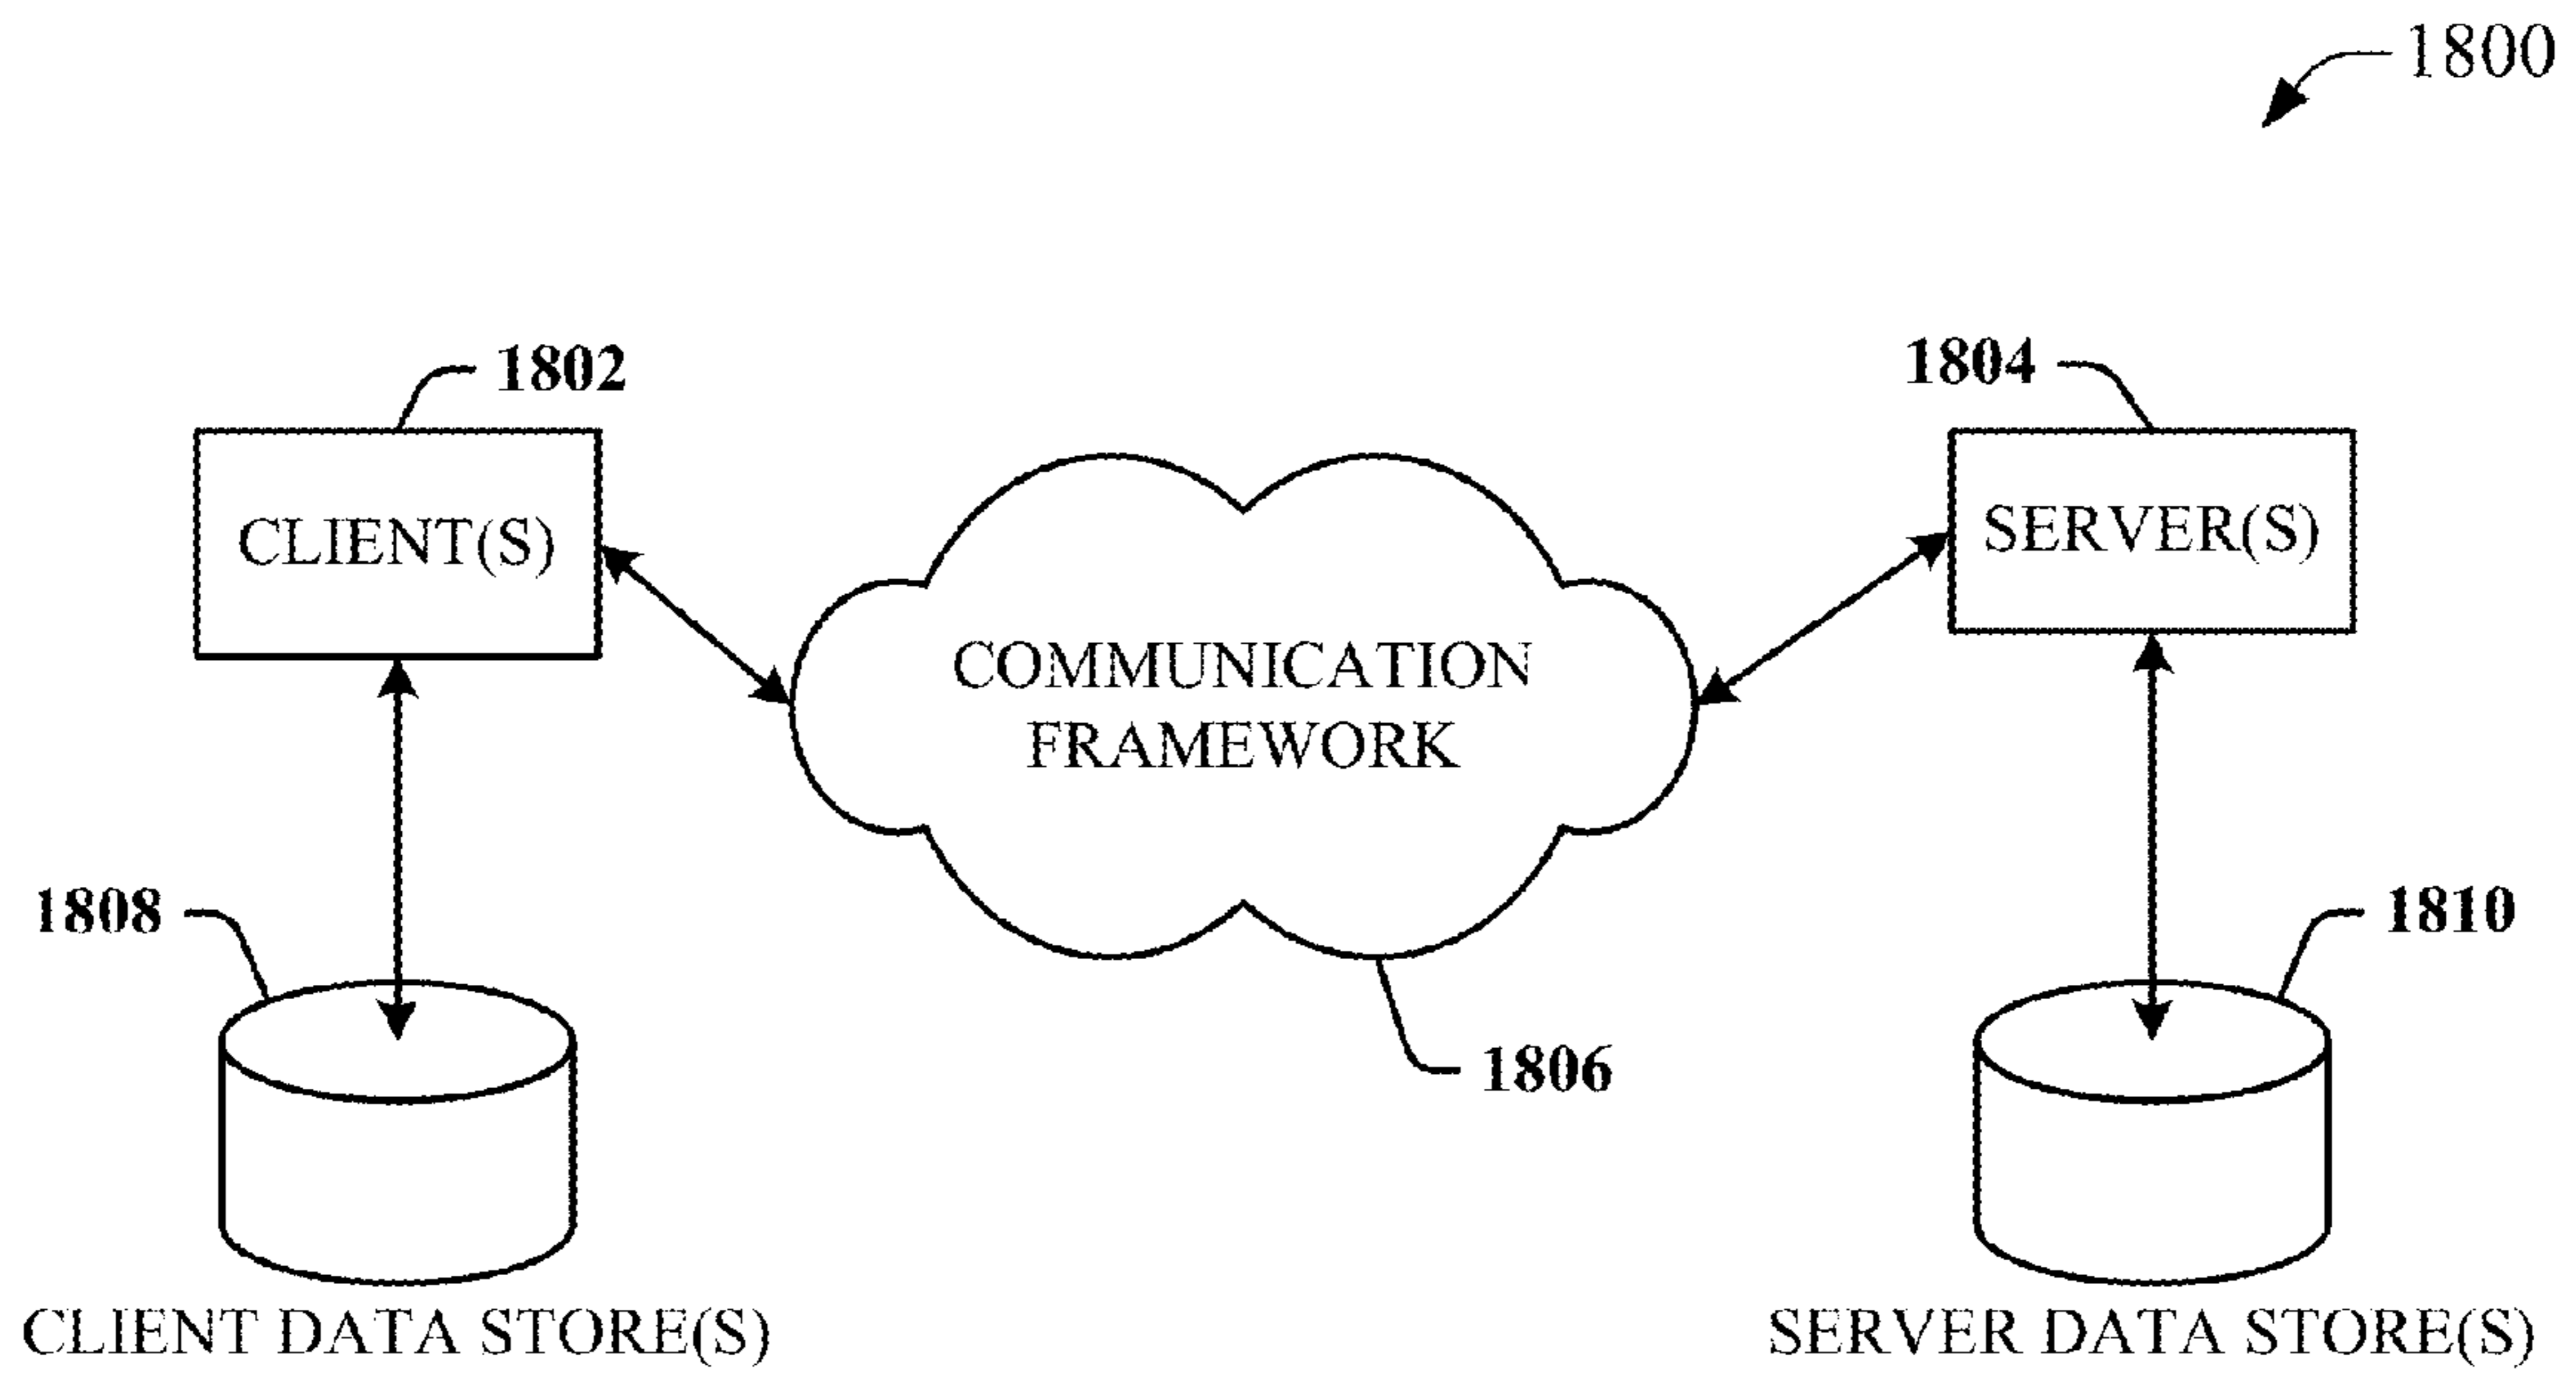 1800
1802
1804
CLIENT(S)
SERVER(S)
COMMUNICATION
FRAMEWORK
1808
1810
1806
CLIENT DATA STORE(S)
SERVER DATA STORE(S)